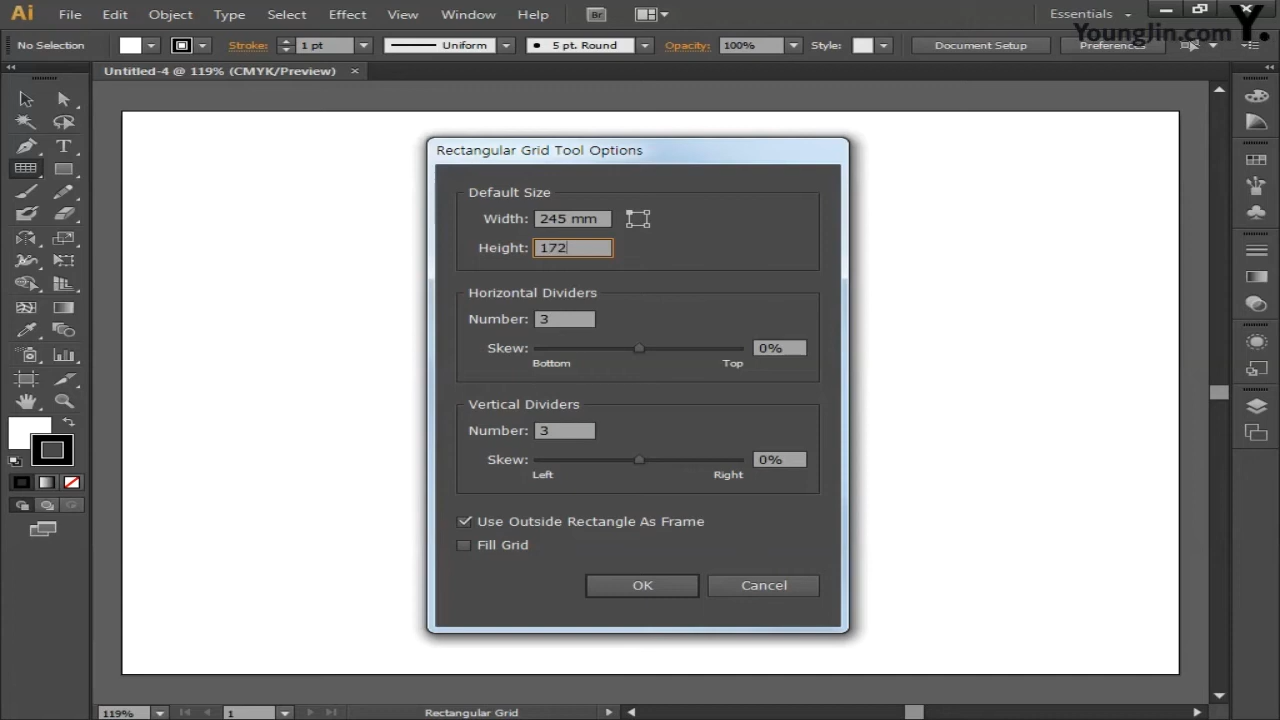 Ai File Edit Object Type Select Effect View Window Help Br Essentials
YoungJin.com Y.
No Selection Stroke: 1 pt Uniform 5 pt. Round Opacity: 100% Style: Document Setup Preferences
Untitled-4 @ 119% (CMYK/Preview) ×
Rectangular Grid Tool Options
Default Size
Width: 245 mm
Height: 172
Horizontal Dividers
Number: 3
Skew: 0%
Bottom Top
Vertical Dividers
Number: 3
Skew: 0%
Left Right
Use Outside Rectangle As Frame
Fill Grid
OK Cancel
119% 1 Rectangular Grid